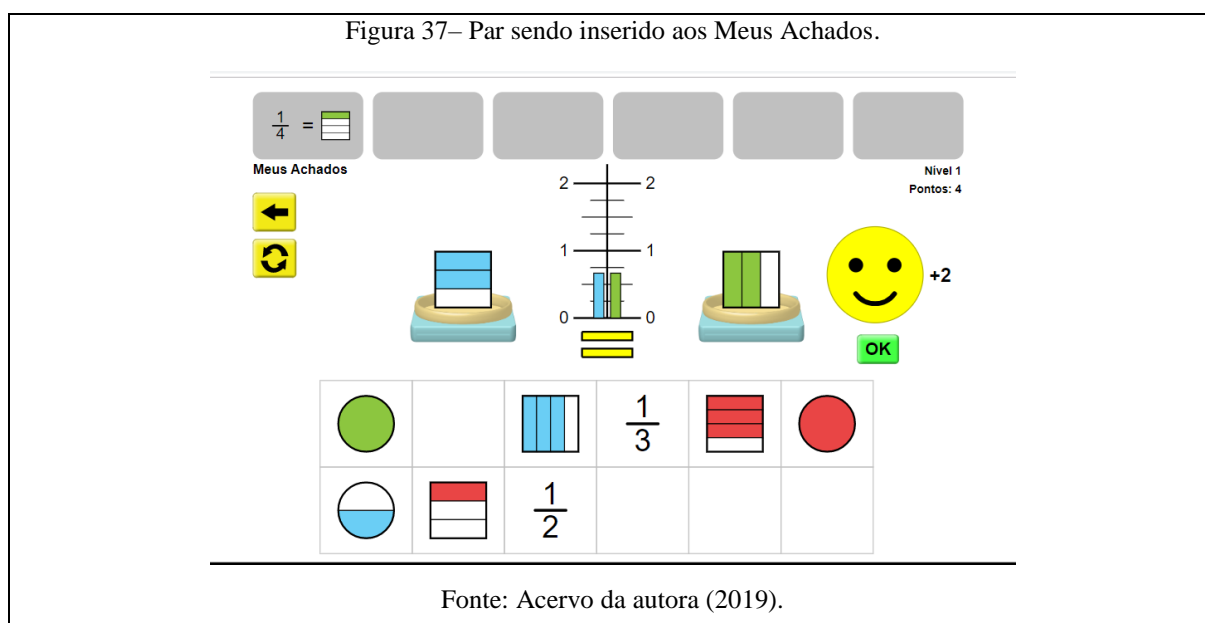 Figura 37– Par sendo inserido aos Meus Achados.
1/4 =
Meus Achados
Nível 1
Pontos: 4
2 2
1 1
0 0
+2
OK
1/3
1/2
Fonte: Acervo da autora (2019).